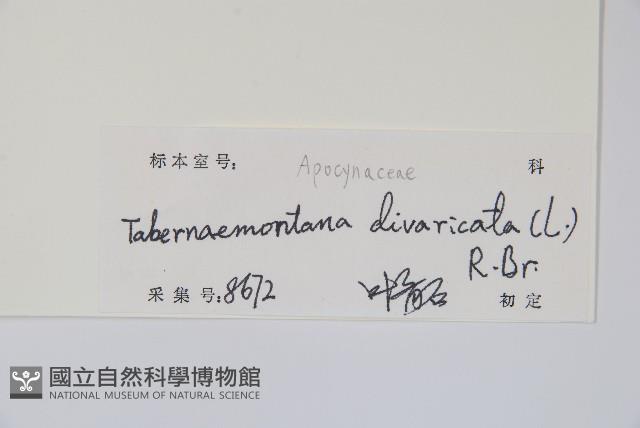 标本室号: Apocynaceae 科
Tabernaemontana divaricata (L.)
R.Br.
采集号: 8672 初定
國立自然科學博物館
NATIONAL MUSEUM OF NATURAL SCIENCE